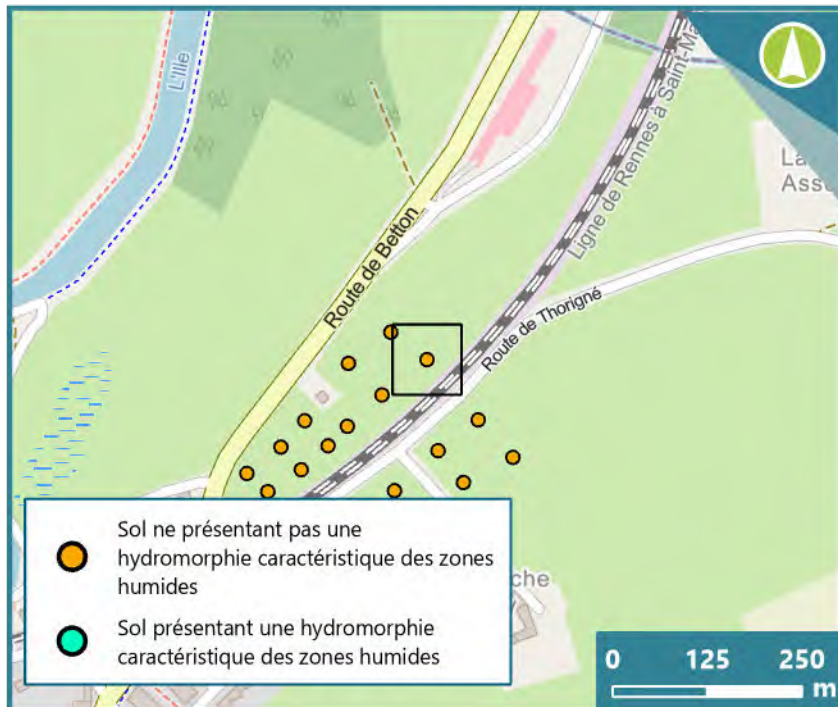 L'Ille
Route de Betton
Ligne de Rennes à Saint-Ma
La
Asse
Route de Thorigné
che
Sol ne présentant pas une
hydromorphie caractéristique des zones
humides
Sol présentant une hydromorphie
caractéristique des zones humides
0 125 250
m